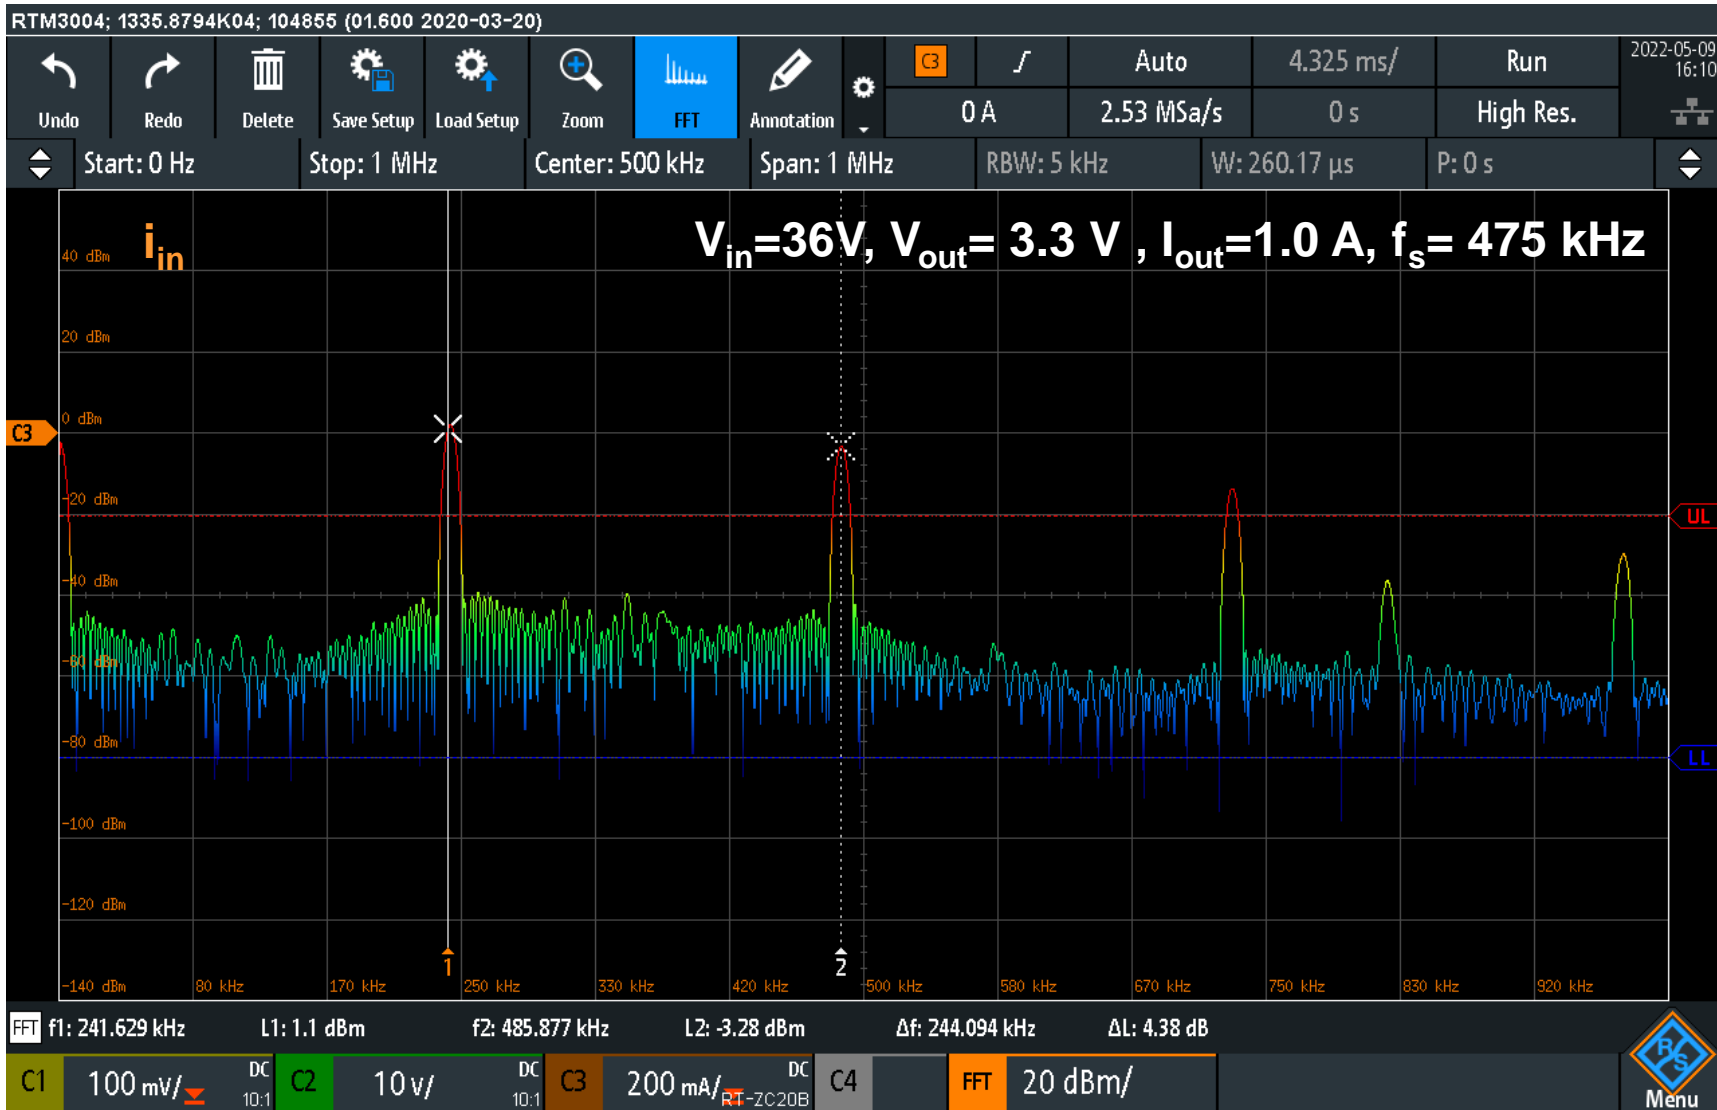 RTM3004; 1335.8794K04; 104855 (01.600 2020-03-20)
Undo Redo Delete Save Setup Load Setup Zoom FFT Annotation
C3 Auto 4.325 ms/ Run
2022-05-09
16:10
0 A 2.53 MSa/s 0 s High Res.
Start: 0 Hz Stop: 1 MHz Center: 500 kHz Span: 1 MHz RBW: 5 kHz W: 260.17 µs P: 0 s
iin
Vin=36V, Vout= 3.3 V , Iout=1.0 A, fs= 475 kHz
40 dBm
20 dBm
0 dBm
C3
-20 dBm
UL
-40 dBm
-60 dBm
-80 dBm
LL
-100 dBm
-120 dBm
1 2
-140 dBm 80 kHz 170 kHz 250 kHz 330 kHz 420 kHz 500 kHz 580 kHz 670 kHz 750 kHz 830 kHz 920 kHz
FFT f1: 241.629 kHz L1: 1.1 dBm f2: 485.877 kHz L2: -3.28 dBm Δf: 244.094 kHz ΔL: 4.38 dB
C1 100 mV/ DC 10:1 C2 10 V/ DC 10:1 C3 200 mA/ DC RT-ZC20B C4 FFT 20 dBm/
R&S
Menu